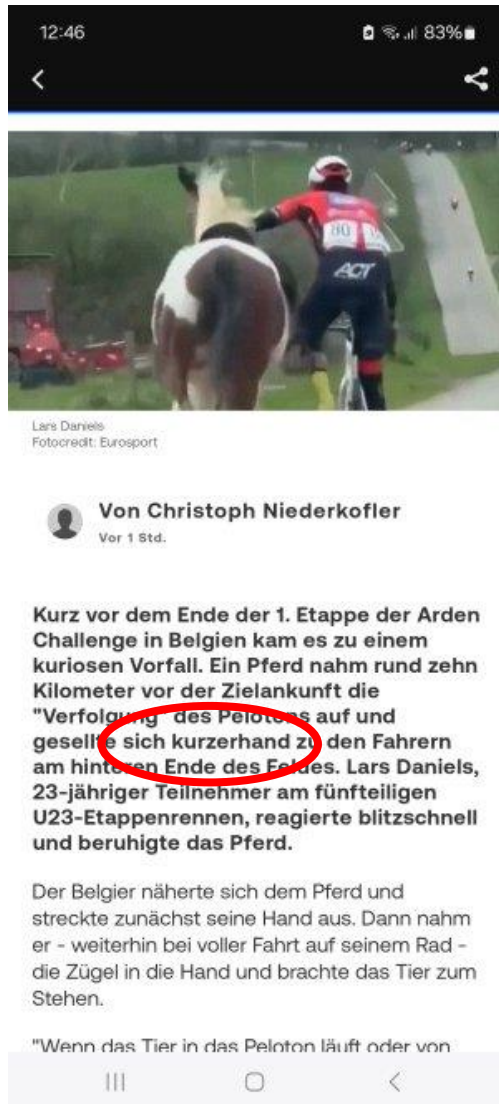 12:46
83%
80
ACT
Lars Daniels
Fotocredit: Eurosport
Von Christoph Niederkofler
Vor 1 Std.
Kurz vor dem Ende der 1. Etappe der Arden
Challenge in Belgien kam es zu einem
kuriosen Vorfall. Ein Pferd nahm rund zehn
Kilometer vor der Zielankunft die
"Verfolgung" des Pelotons auf und
gesellte sich kurzerhand zu den Fahrern
am hinteren Ende des Feldes. Lars Daniels,
23-jähriger Teilnehmer am fünfteiligen
U23-Etappenrennen, reagierte blitzschnell
und beruhigte das Pferd.
Der Belgier näherte sich dem Pferd und
streckte zunächst seine Hand aus. Dann nahm
er - weiterhin bei voller Fahrt auf seinem Rad -
die Zügel in die Hand und brachte das Tier zum
Stehen.
"Wenn das Tier in das Peloton läuft oder von